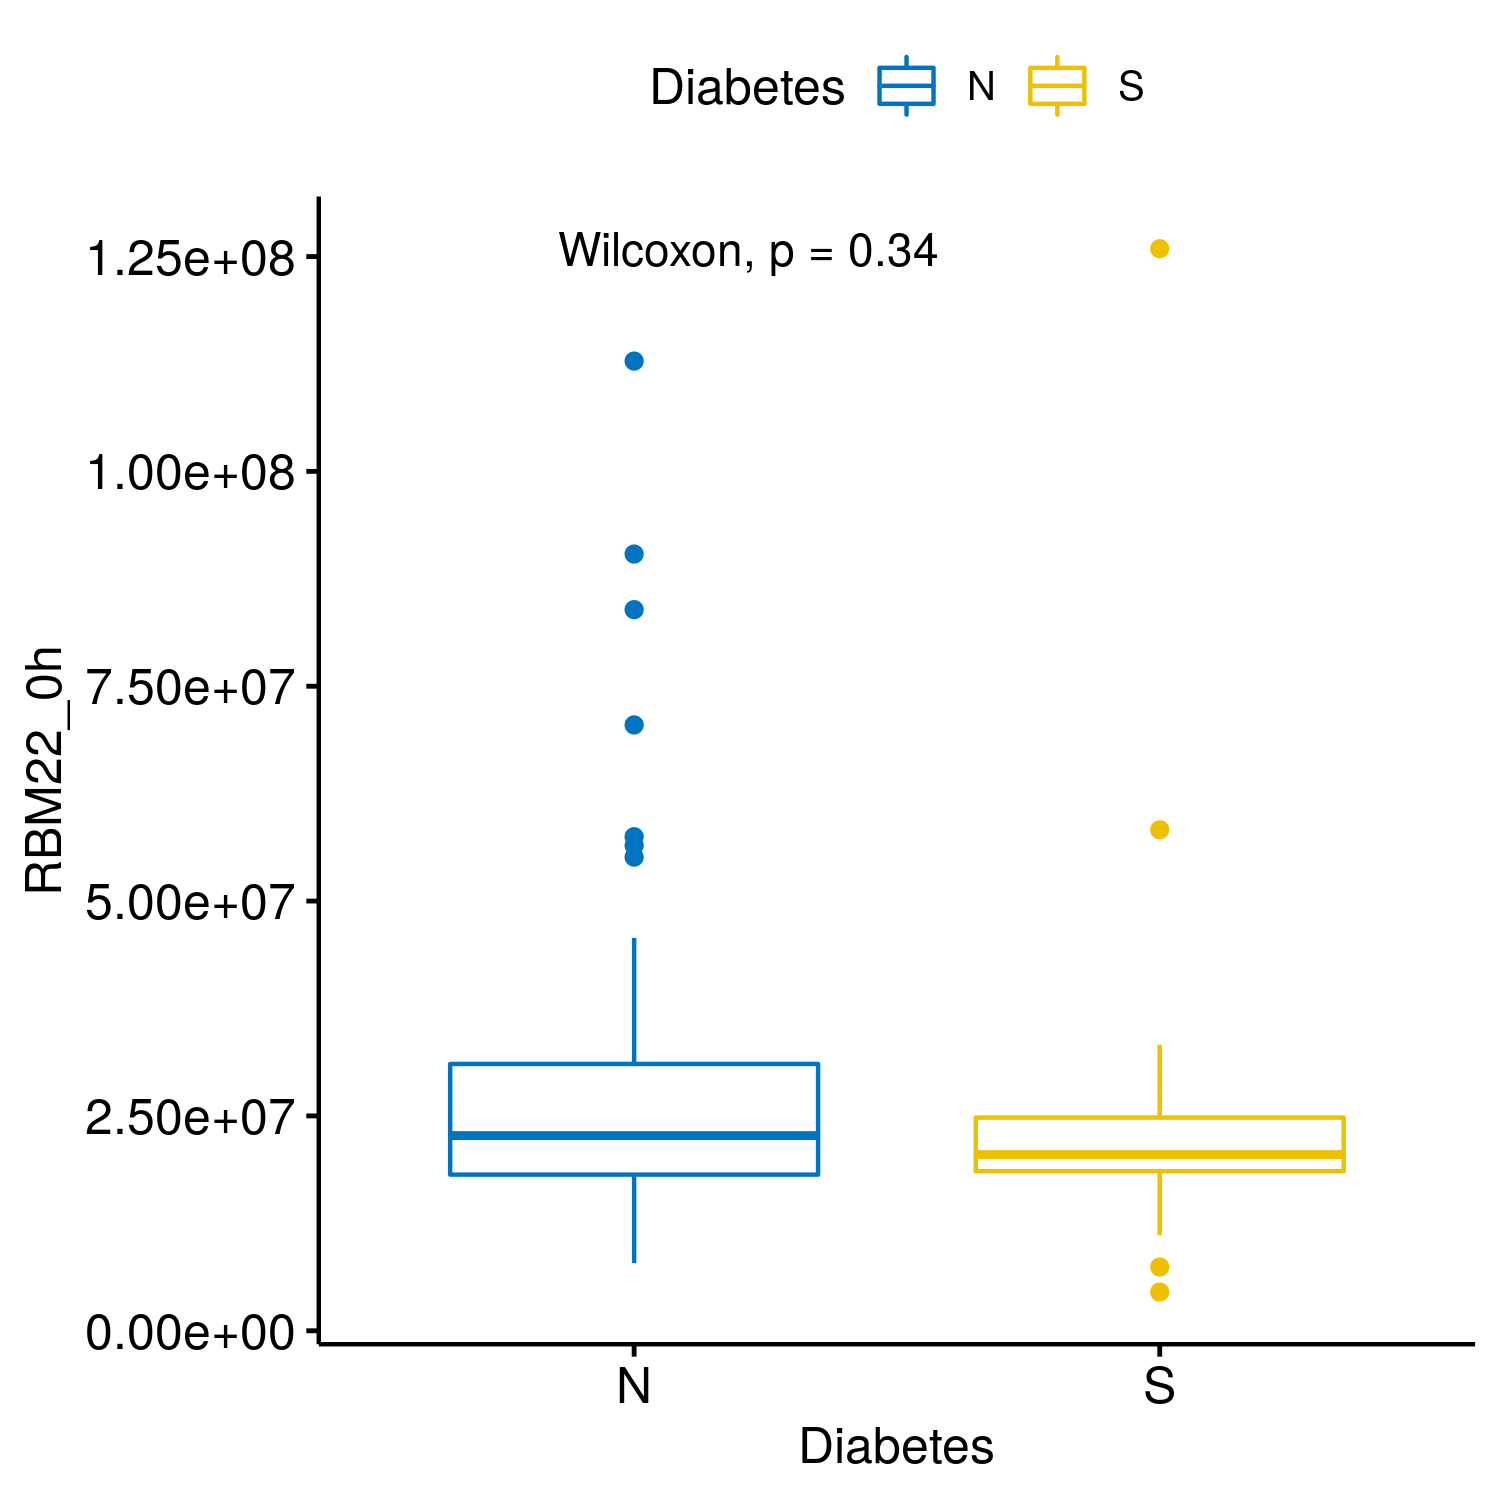 Diabetes N S
Wilcoxon, p = 0.34
1.25e+08
1.00e+08
7.50e+07
5.00e+07
2.50e+07
0.00e+00
RBM22_0h
N S
Diabetes